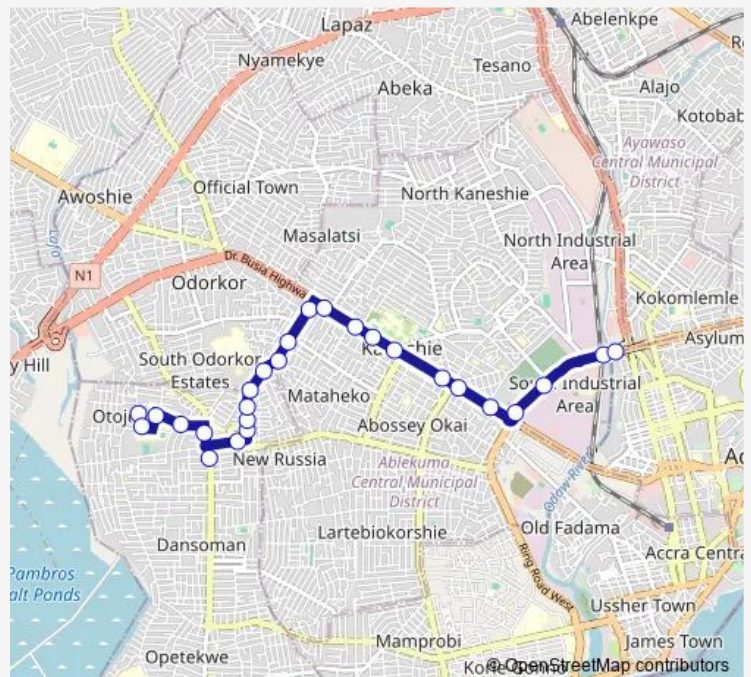 Lapaz
Abelenkpe
Nyamekye
Tesano
Abeka
Alajo
Kotobab
Ayawaso
Central Municipal
District
Official Town
North Kaneshie
Awoshie
Masalatsi
North Industrial
Area
Dr. Busia Highwa
N1
Odorkor
Kokomlemle
Asylum
y Hill
South Odorkor
Estates
Mataheko
Area
Abossey Okai
New Russia
Ablekuma
Central Municipal
District
Odaw River
Old Fadama
Lartebiokorshie
Dansoman
Accra Centra
Pambros
alt Ponds
Ring Road West
Ussher Town
James Town
Mamprobi
Opetekwe
© OpenStreetMap contributors